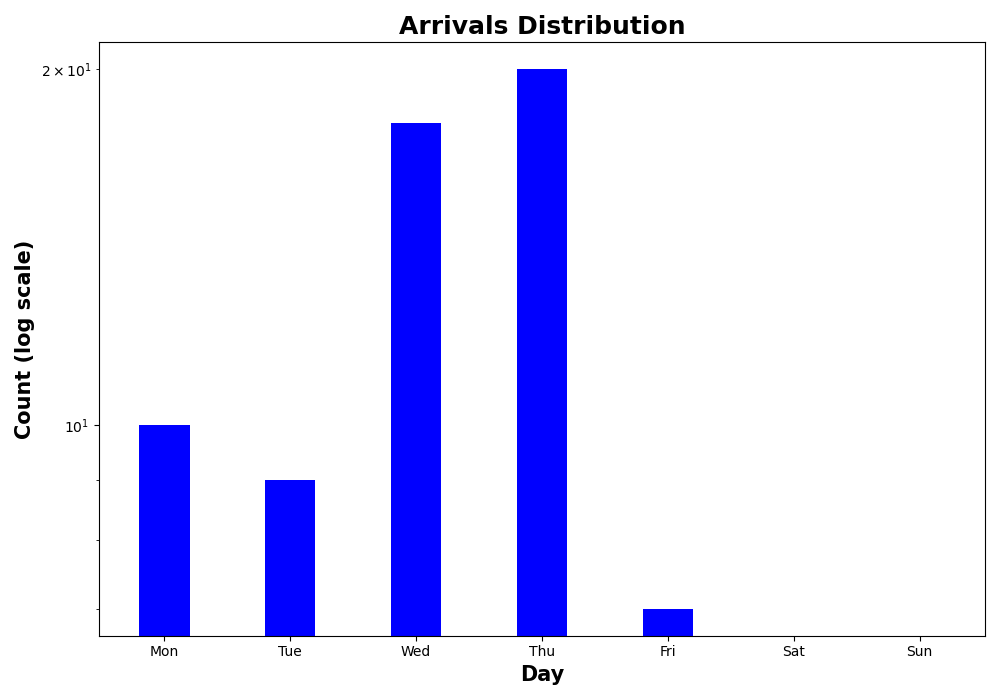 Arrivals Distribution
2 × 10¹
10¹
Count (log scale)
Mon Tue Wed Thu Fri Sat Sun
Day